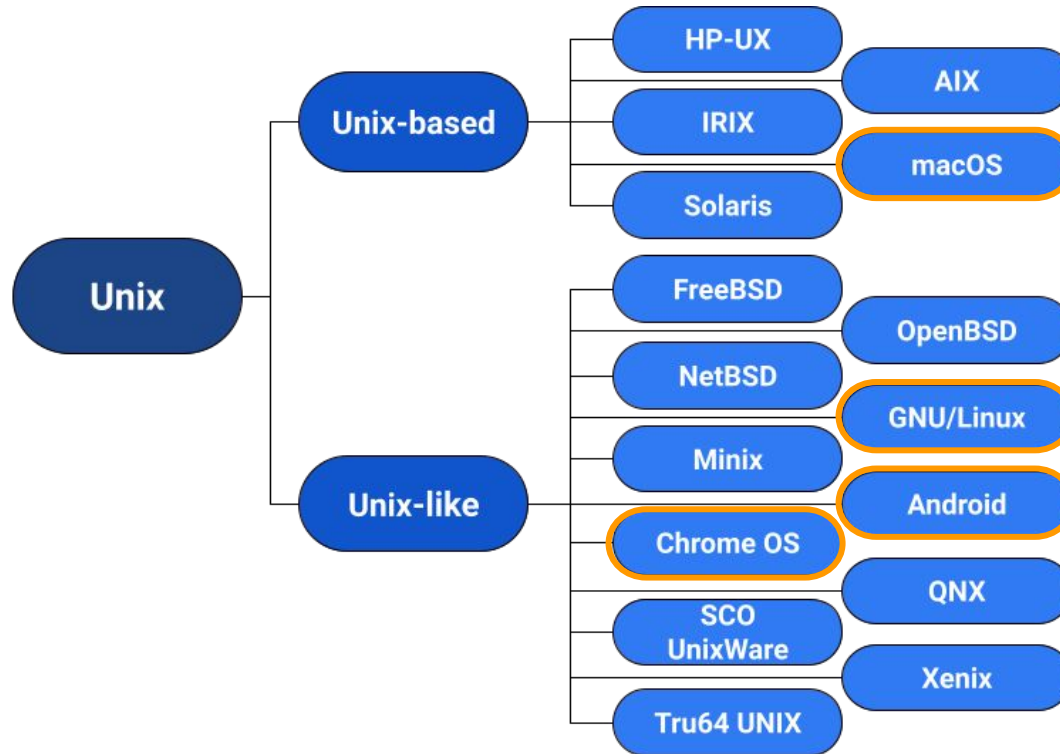 HP-UX
AIX
Unix-based
IRIX
macOS
Solaris
Unix
FreeBSD
OpenBSD
NetBSD
GNU/Linux
Minix
Unix-like
Android
Chrome OS
QNX
SCO
UnixWare
Xenix
Tru64 UNIX